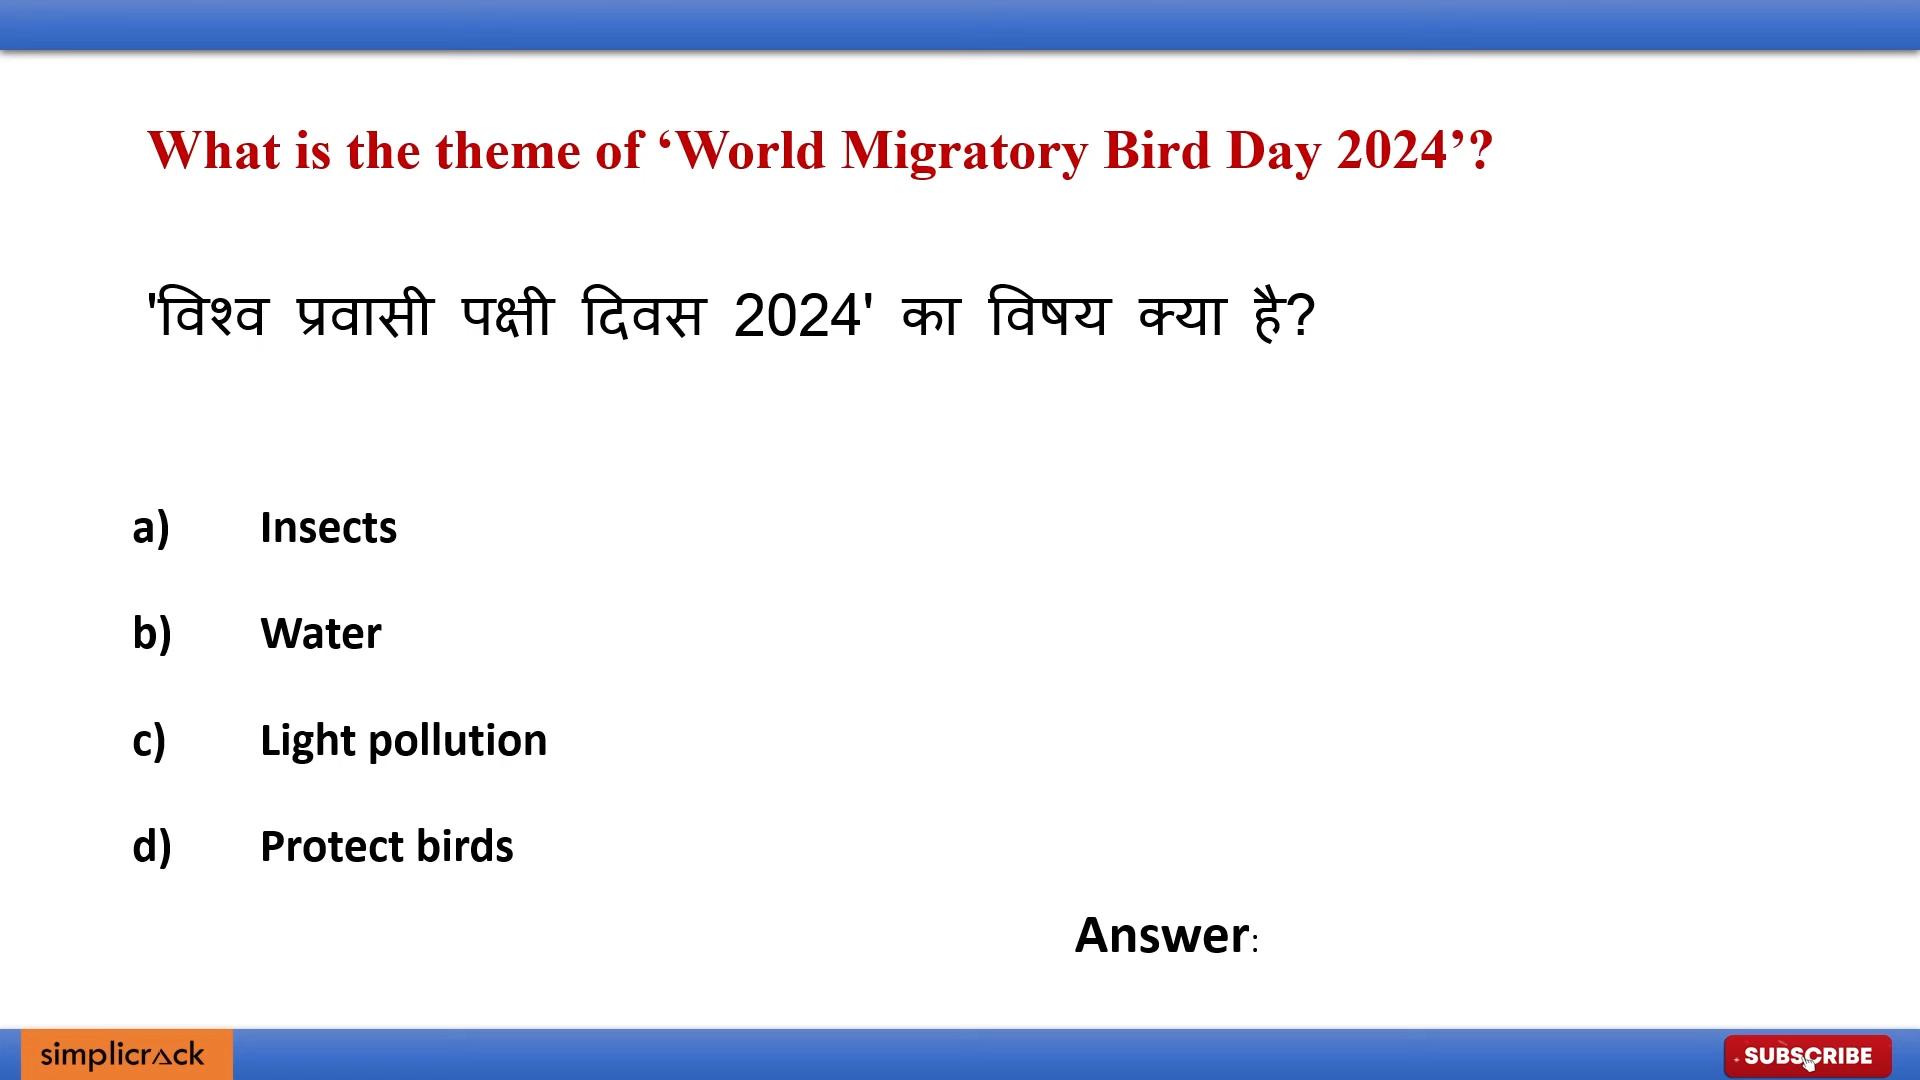 What is the theme of ‘World Migratory Bird Day 2024’?
'विश्व प्रवासी पक्षी दिवस 2024' का विषय क्या है?
a) Insects
b) Water
c) Light pollution
d) Protect birds
Answer:
simplicrack
SUBSCRIBE